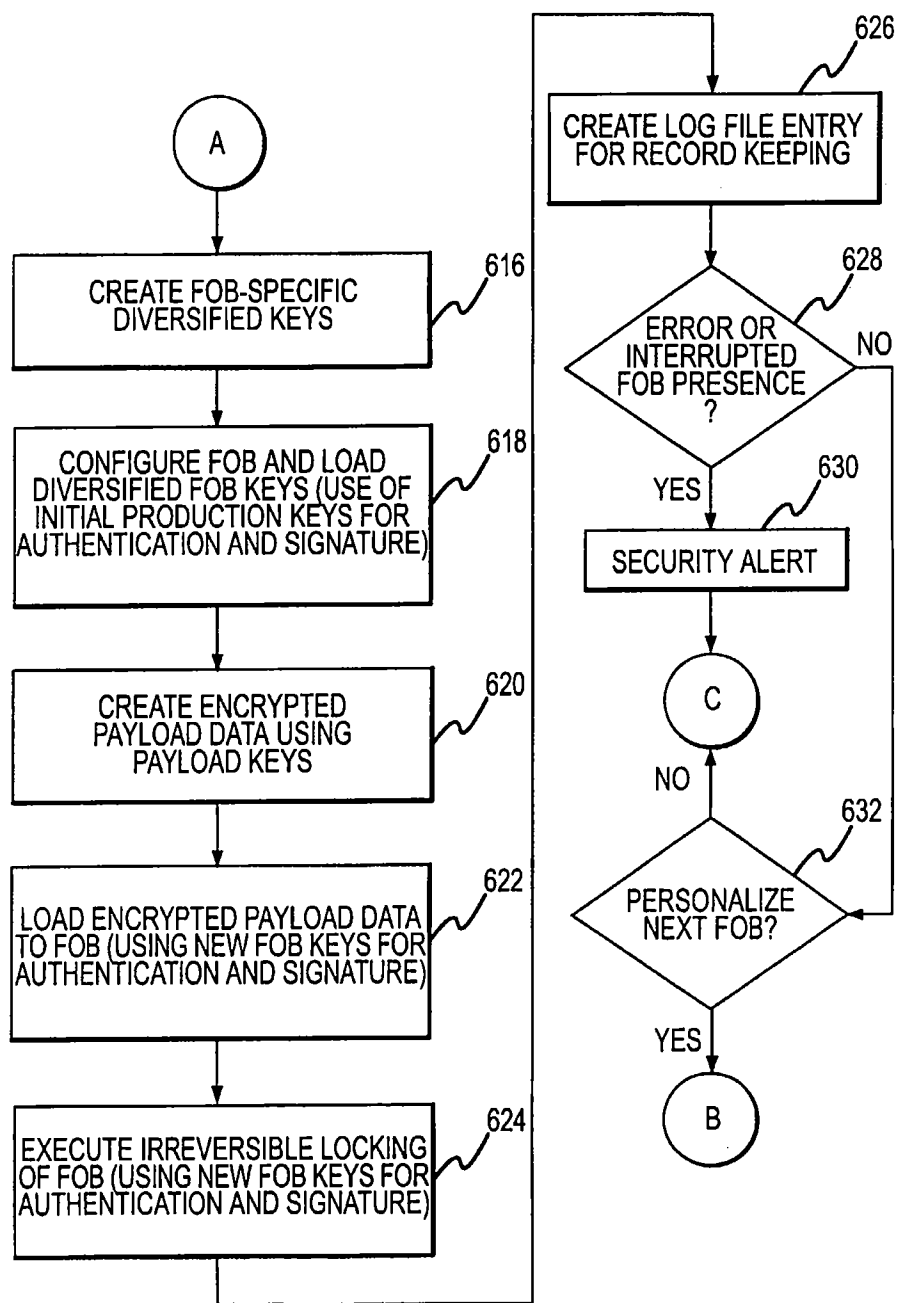 A
CREATE FOB-SPECIFIC
DIVERSIFIED KEYS
616
CONFIGURE FOB AND LOAD
DIVERSIFIED FOB KEYS (USE OF
INITIAL PRODUCTION KEYS FOR
AUTHENTICATION AND SIGNATURE)
618
CREATE ENCRYPTED
PAYLOAD DATA USING
PAYLOAD KEYS
620
LOAD ENCRYPTED PAYLOAD DATA
TO FOB (USING NEW FOB KEYS FOR
AUTHENTICATION AND SIGNATURE)
622
EXECUTE IRREVERSIBLE LOCKING
OF FOB (USING NEW FOB KEYS FOR
AUTHENTICATION AND SIGNATURE)
624
626
CREATE LOG FILE ENTRY
FOR RECORD KEEPING
628
ERROR OR
INTERRUPTED
FOB PRESENCE
?
NO
YES
630
SECURITY ALERT
C
NO
632
PERSONALIZE
NEXT FOB?
YES
B